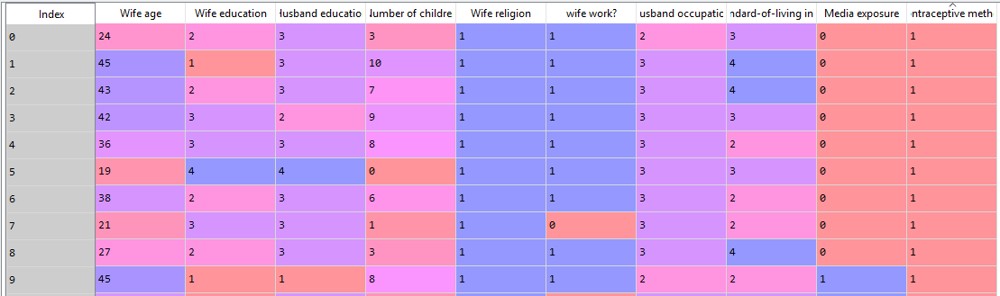 Index Wife age Wife education Husband educatio Number of childre Wife religion wife work? usband occupatic ndard-of-living in Media exposure ntraceptive meth
0 24 2 3 3 1 1 2 3 0 1
1 45 1 3 10 1 1 3 4 0 1
2 43 2 3 7 1 1 3 4 0 1
3 42 3 2 9 1 1 3 3 0 1
4 36 3 3 8 1 1 3 2 0 1
5 19 4 4 0 1 1 3 3 0 1
6 38 2 3 6 1 1 3 2 0 1
7 21 3 3 1 1 0 3 2 0 1
8 27 2 3 3 1 1 3 4 0 1
9 45 1 1 8 1 1 2 2 1 1